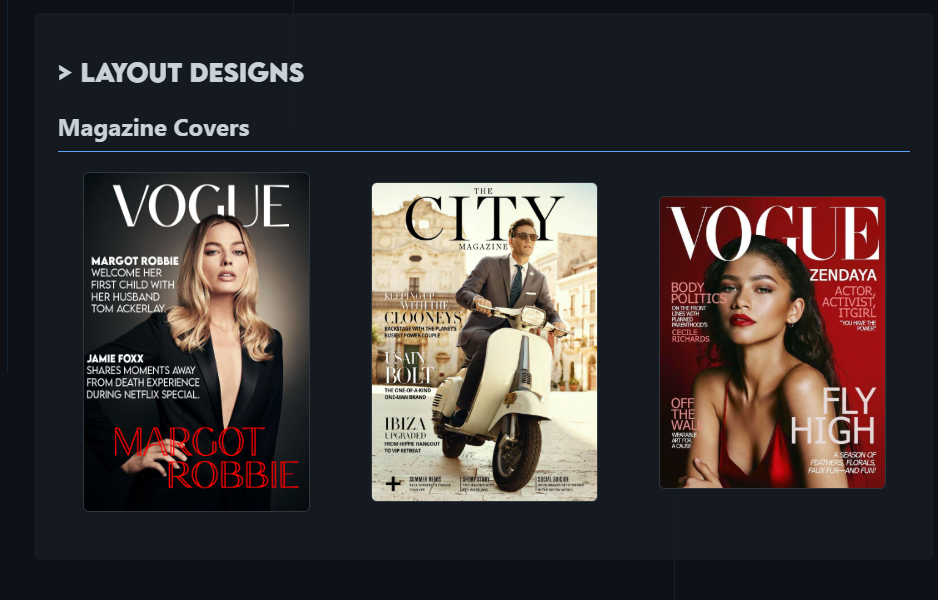 > LAYOUT DESIGNS
Magazine Covers
VOGUE
MARGOT ROBBIE
WELCOME HER
FIRST CHILD WITH
HER HUSBAND
TOM ACKERLAY.
JAMIE FOXX
SHARES MOMENTS AWAY
FROM DEATH EXPERIENCE
DURING NETFLIX SPECIAL.
MARGOT
ROBBIE
THE
CITY
MAGAZINE
KEEPING UP
WITH THE
CLOONEYS
BACKSTAGE WITH THE PLANET'S
BUSIEST POWER COUPLE
USAIN
BOLT
THE ONE-OF-A-KIND
ONE-MAN BRAND
IBIZA
UPGRADED
FROM HIPPIE HANGOUT
TO VIP RETREAT
+
SUMMER READS
SHORT STORY
SOCIAL SUICIDE
VOGUE
ZENDAYA
ACTOR,
ACTIVIST,
ITGIRL
"YOU HAVE THE
POWER"
BODY
POLITICS
ON THE FRONT
LINES WITH
PLANNED
PARENTHOOD'S
CECILE
RICHARDS
OFF
THE
WALL
WEARABLE
ART FOR
A CAUSE
FLY
HIGH
A SEASON OF
FEATHERS, FLORALS,
FAUX FUR—AND FUN!